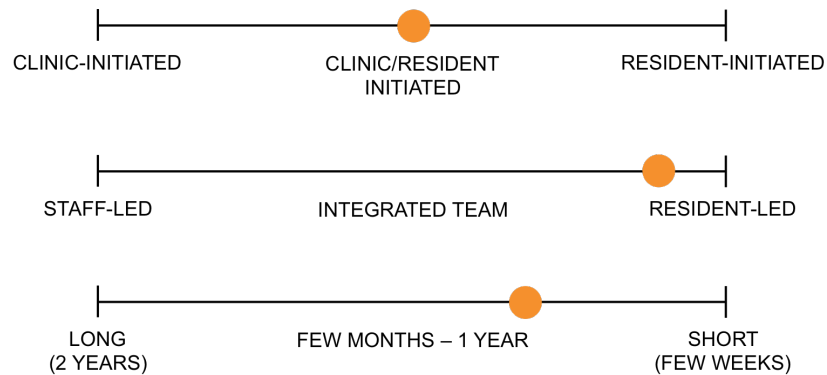 CLINIC-INITIATED
CLINIC/RESIDENT
INITIATED
RESIDENT-INITIATED
STAFF-LED
INTEGRATED TEAM
RESIDENT-LED
LONG
(2 YEARS)
FEW MONTHS – 1 YEAR
SHORT
(FEW WEEKS)